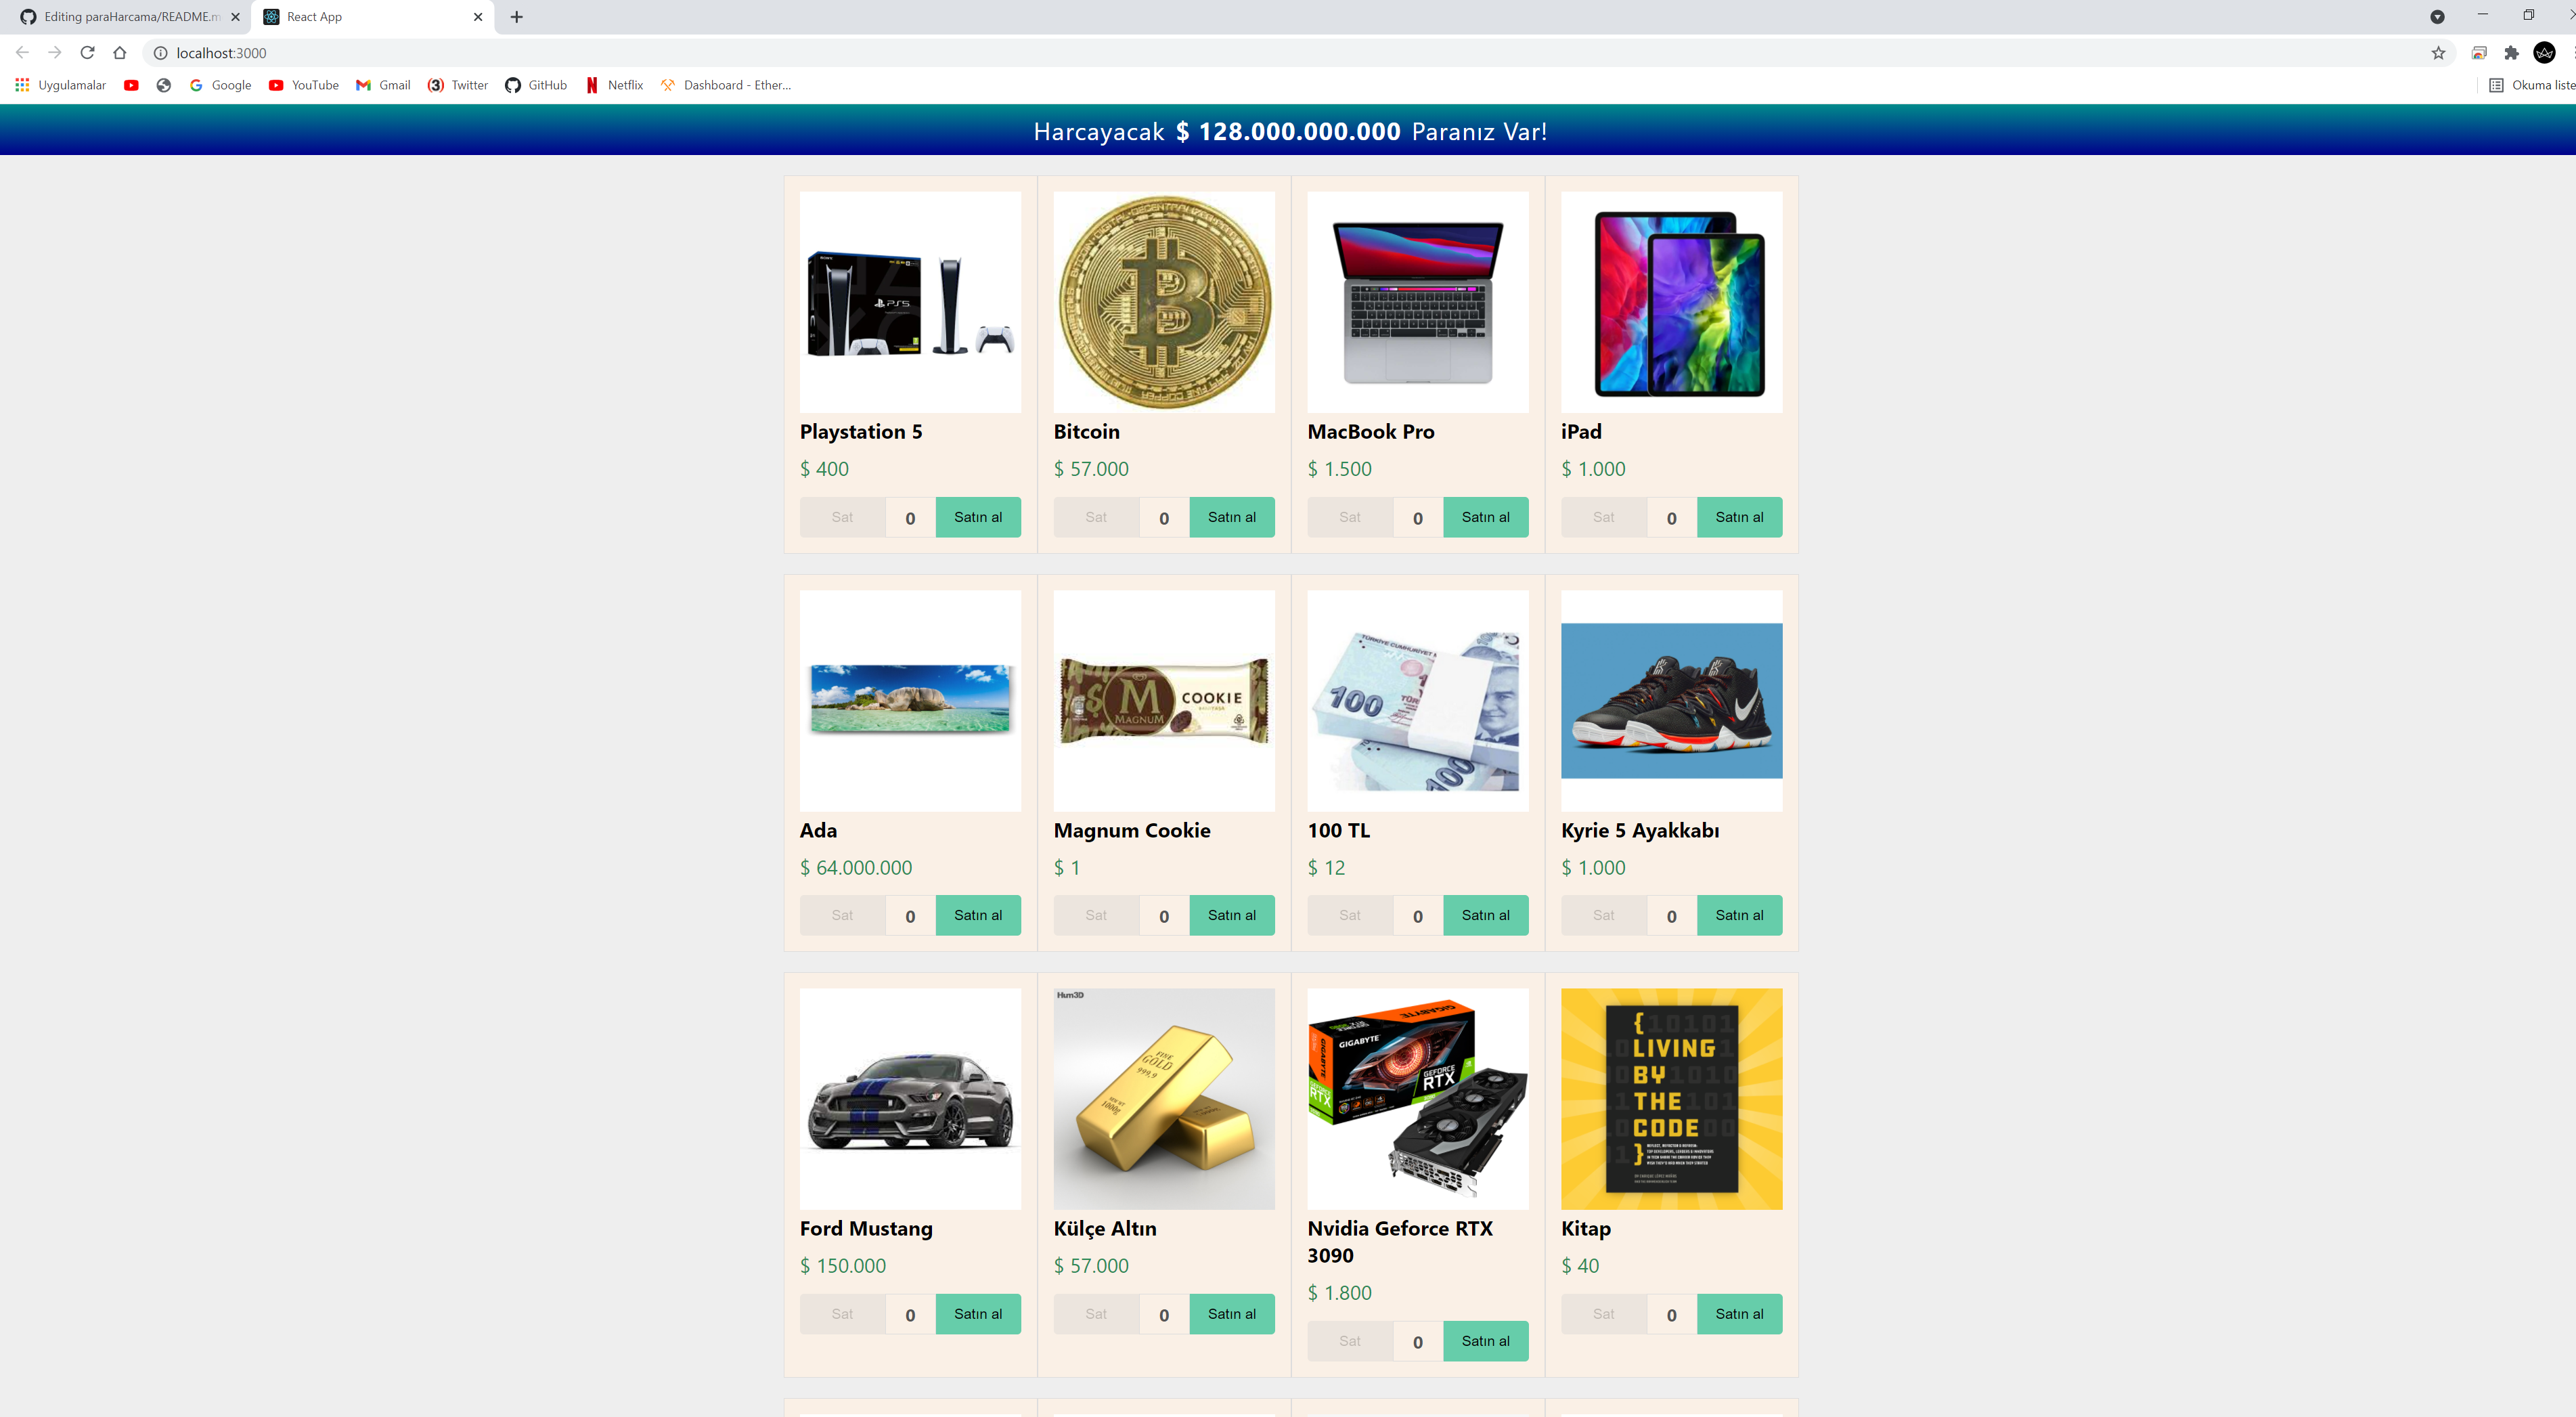 Editing paraHarcama/README.m
React App
localhost:3000
Uygulamalar
Google
YouTube
Gmail
(3) Twitter
GitHub
Netflix
Dashboard - Ether...
Okuma liste
Harcayacak $ 128.000.000.000 Paranız Var!
SONY
PS5
Playstation 5
$ 400
Sat 0 Satın al
Bitcoin
$ 57.000
Sat 0 Satın al
MacBook Pro
$ 1.500
Sat 0 Satın al
iPad
$ 1.000
Sat 0 Satın al
Ada
$ 64.000.000
Sat 0 Satın al
M
MAGNUM
COOKIE
Magnum Cookie
$ 1
Sat 0 Satın al
100
100
100 TL
$ 12
Sat 0 Satın al
Kyrie 5 Ayakkabı
$ 1.000
Sat 0 Satın al
Ford Mustang
$ 150.000
Sat 0 Satın al
Hum3D
FINE
GOLD
999,9
1000g
Külçe Altın
$ 57.000
Sat 0 Satın al
GIGABYTE
GIGABYTE
GEFORCE
RTX
RTX
Nvidia Geforce RTX
3090
$ 1.800
Sat 0 Satın al
{
LIVING
BY
THE
CODE
}
Kitap
$ 40
Sat 0 Satın al